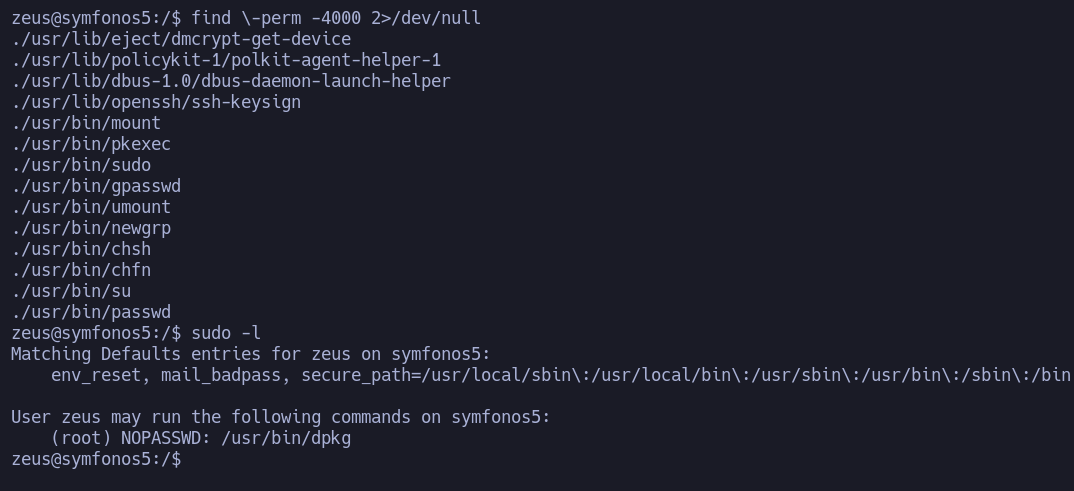 zeus@symfonos5:/$ find \-perm -4000 2>/dev/null
./usr/lib/eject/dmcrypt-get-device
./usr/lib/policykit-1/polkit-agent-helper-1
./usr/lib/dbus-1.0/dbus-daemon-launch-helper
./usr/lib/openssh/ssh-keysign
./usr/bin/mount
./usr/bin/pkexec
./usr/bin/sudo
./usr/bin/gpasswd
./usr/bin/umount
./usr/bin/newgrp
./usr/bin/chsh
./usr/bin/chfn
./usr/bin/su
./usr/bin/passwd
zeus@symfonos5:/$ sudo -l
Matching Defaults entries for zeus on symfonos5:
    env_reset, mail_badpass, secure_path=/usr/local/sbin\:/usr/local/bin\:/usr/sbin\:/usr/bin\:/sbin\:/bin

User zeus may run the following commands on symfonos5:
    (root) NOPASSWD: /usr/bin/dpkg
zeus@symfonos5:/$